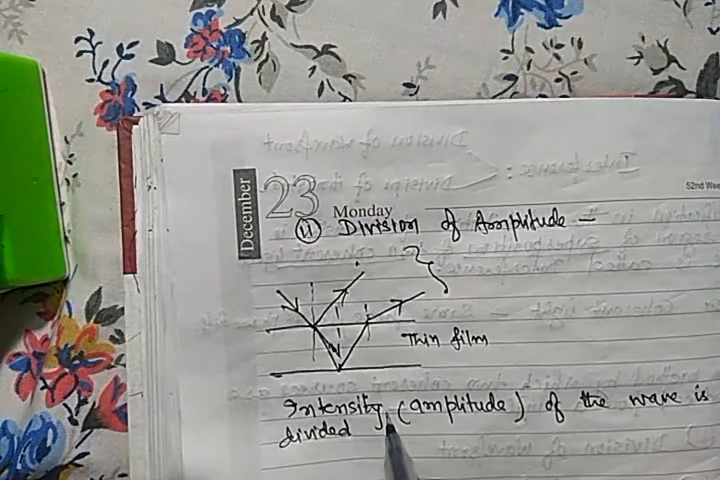 December
23
52nd Wee
Monday
(ii) Division of Amplitude -
Thin film
Intensity (amplitude) of the wave is
divided